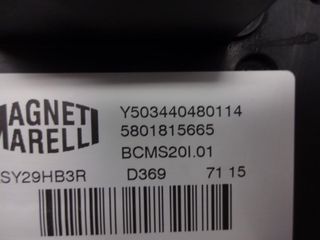 MAGNETI
MARELLI
Y503440480114
5801815665
BCMS20I.01
SY29HB3R D369 71 15